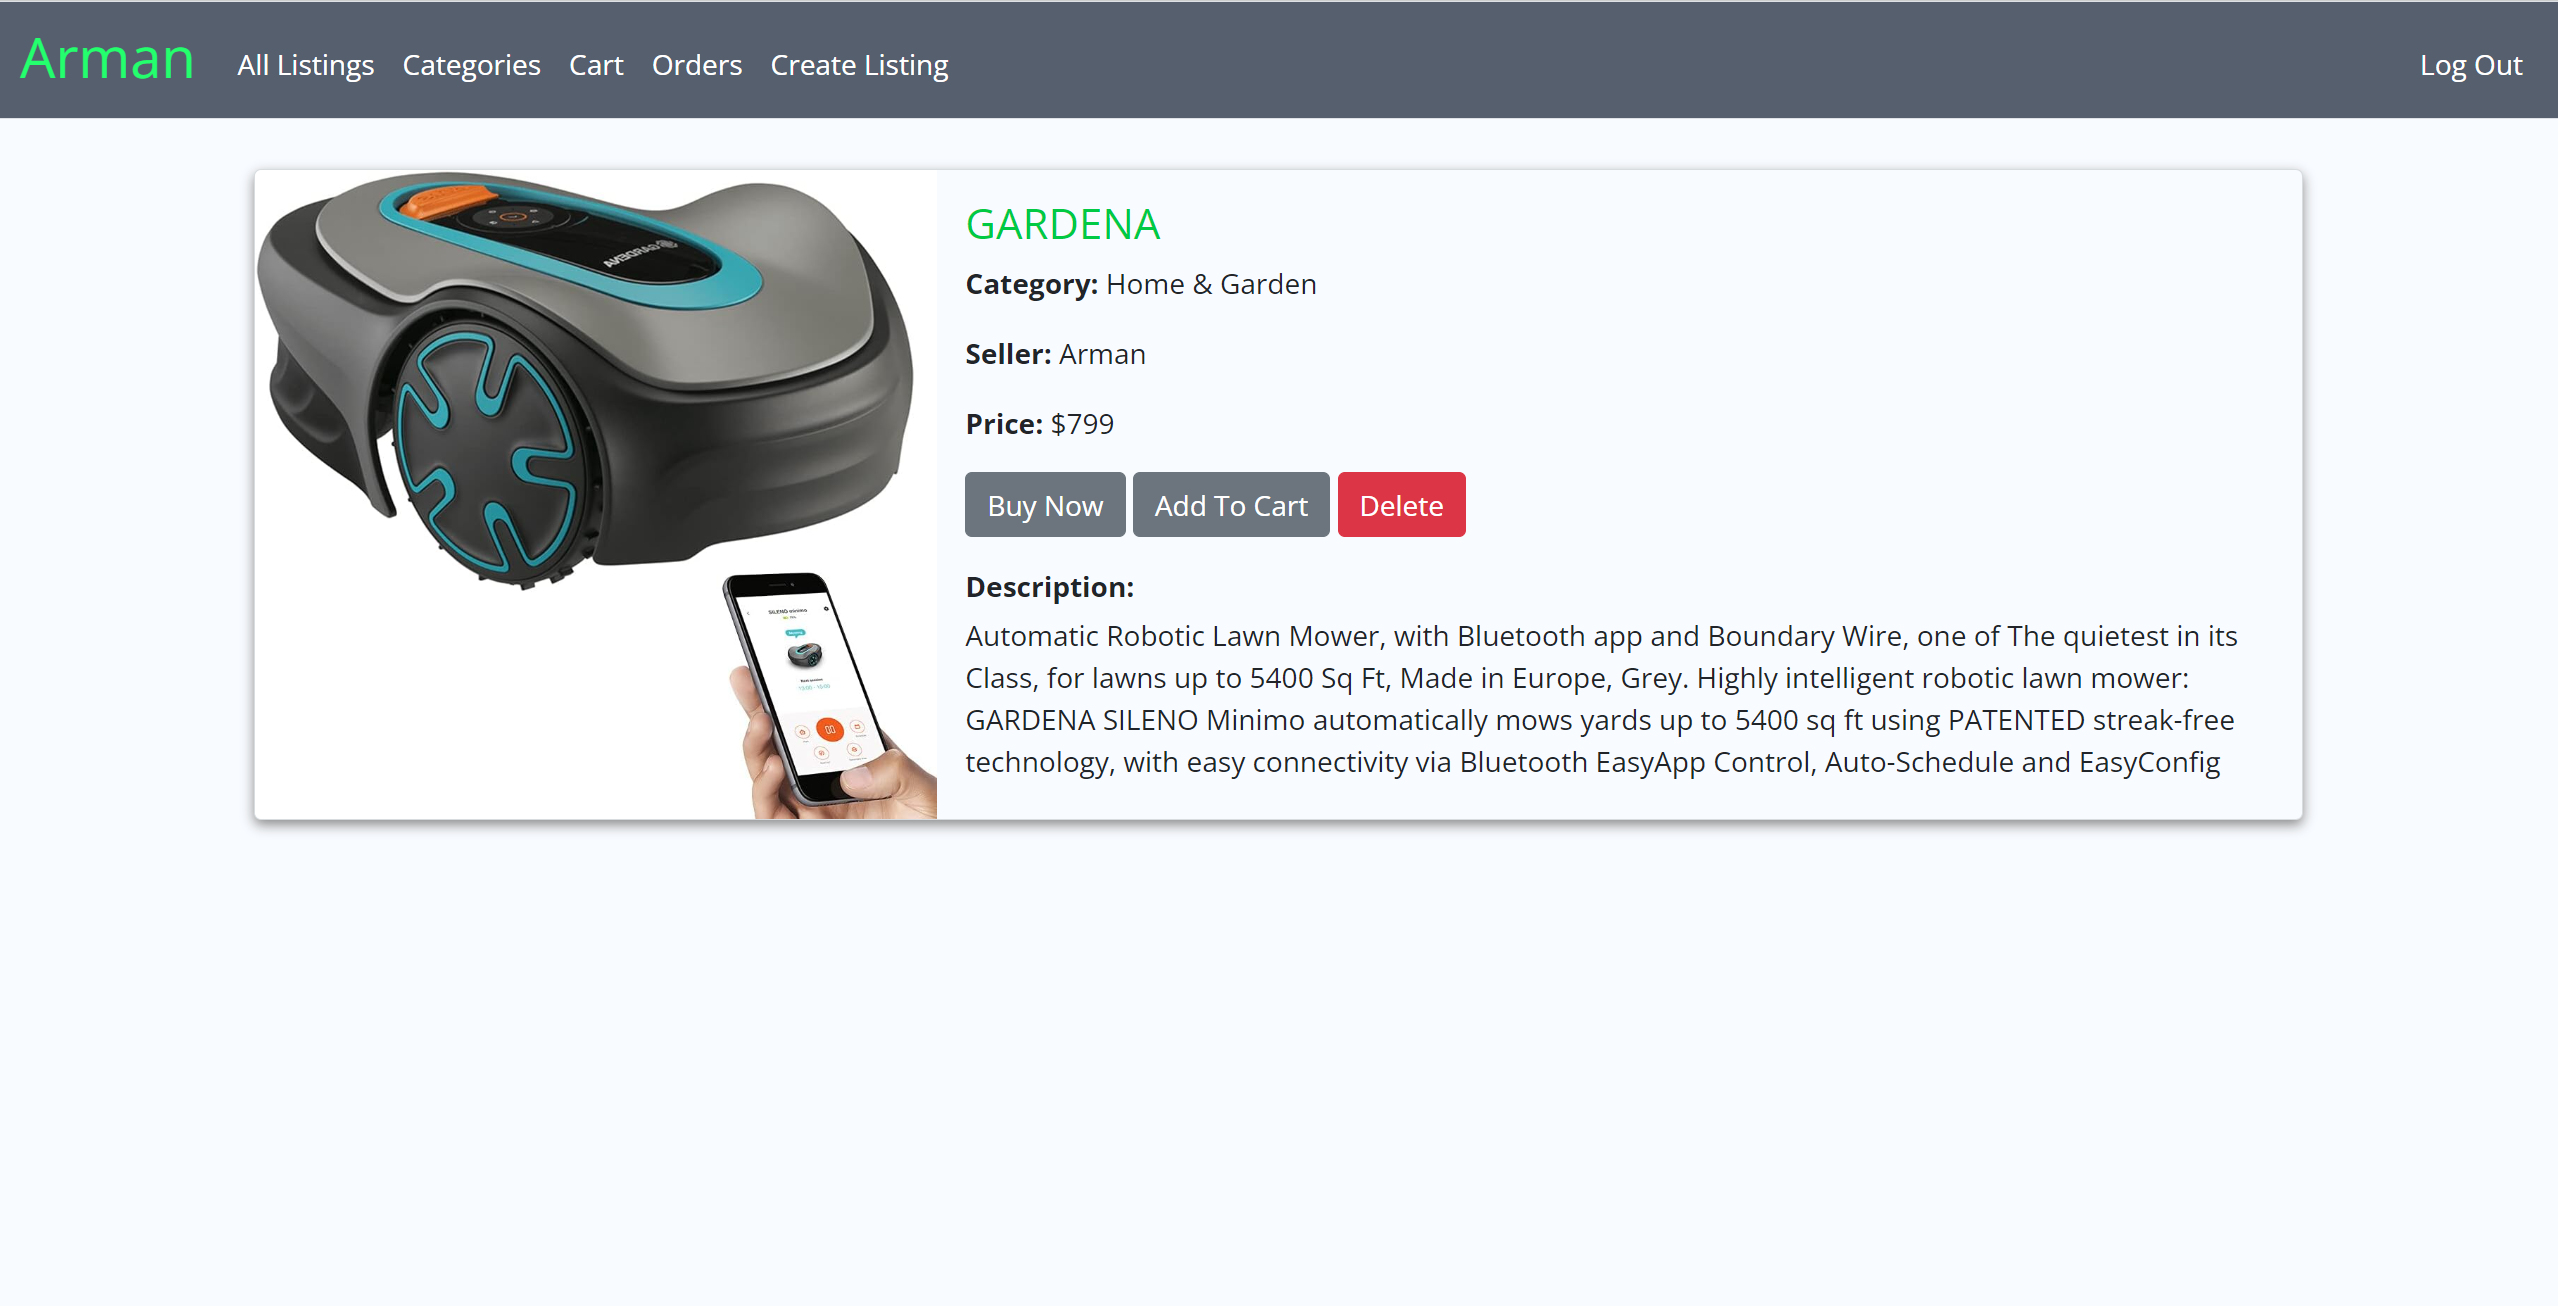 Arman
All Listings Categories Cart Orders Create Listing Log Out
GARDENA
GARDENA
Category: Home & Garden
Seller: Arman
Price: $799
Buy Now Add To Cart Delete
Description:
Automatic Robotic Lawn Mower, with Bluetooth app and Boundary Wire, one of The quietest in its
Class, for lawns up to 5400 Sq Ft, Made in Europe, Grey. Highly intelligent robotic lawn mower:
GARDENA SILENO Minimo automatically mows yards up to 5400 sq ft using PATENTED streak-free
technology, with easy connectivity via Bluetooth EasyApp Control, Auto-Schedule and EasyConfig
SILENO minimo